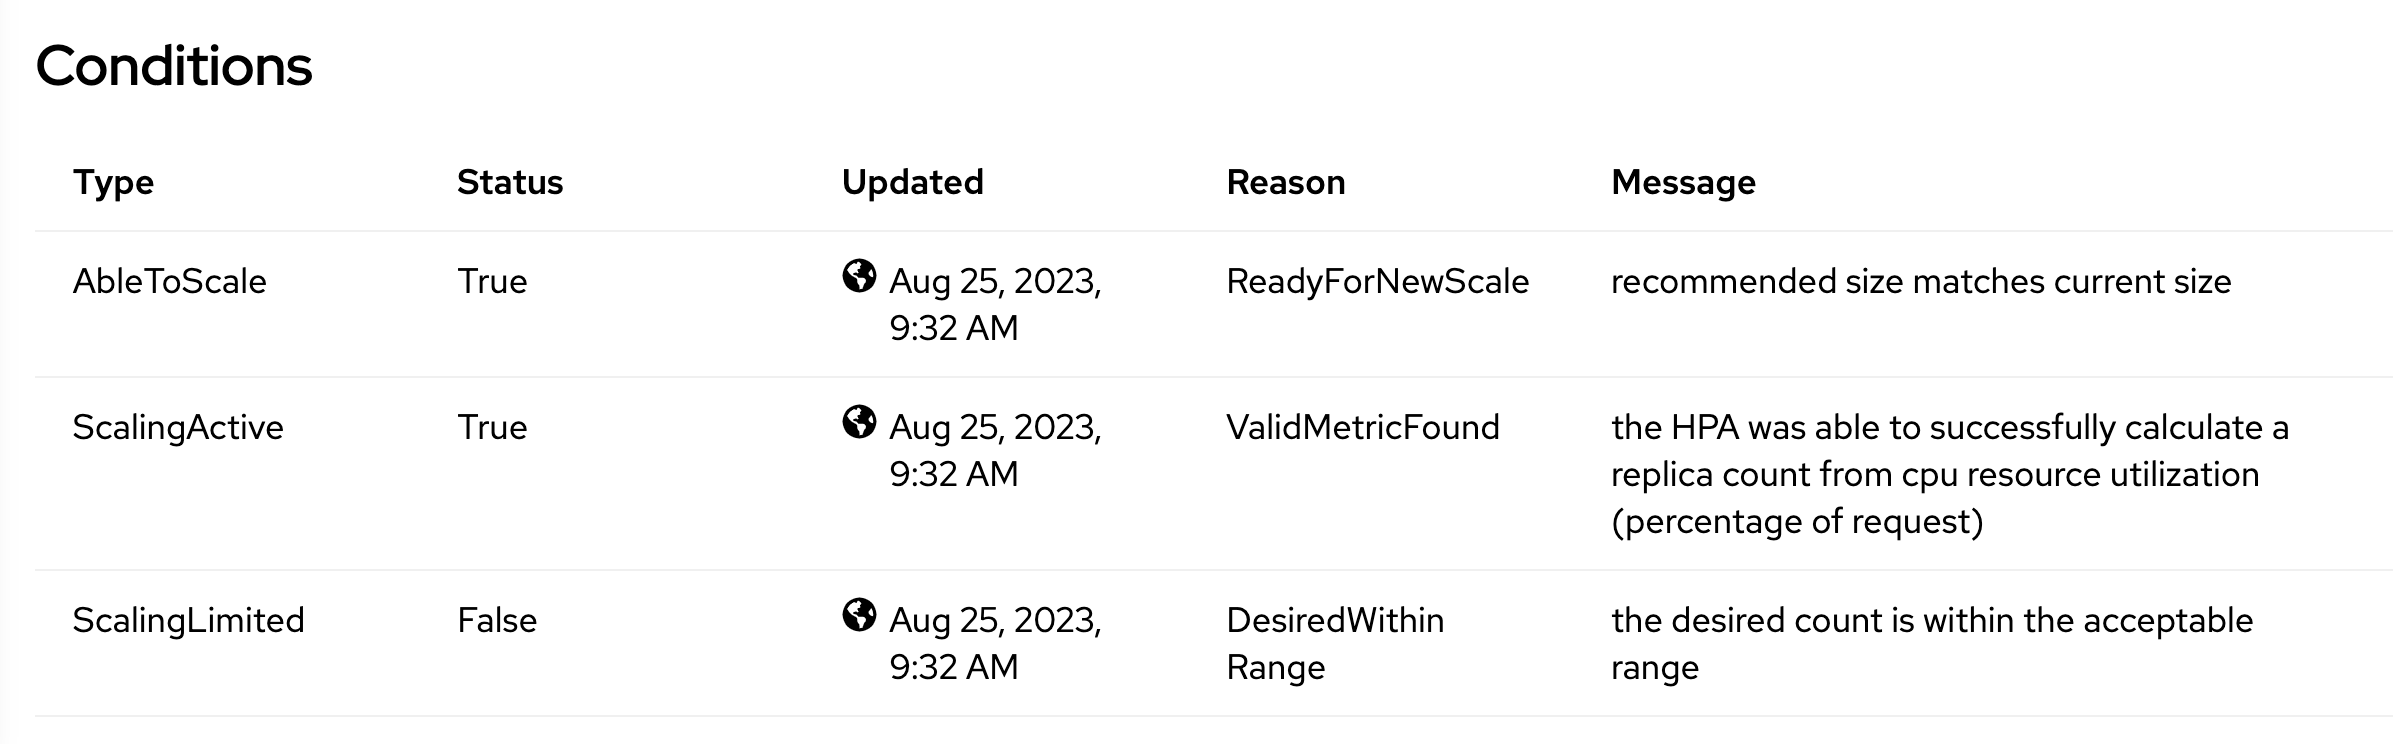 Conditions
Type Status Updated Reason Message
AbleToScale True Aug 25, 2023, ReadyForNewScale recommended size matches current size
9:32 AM
ScalingActive True Aug 25, 2023, ValidMetricFound the HPA was able to successfully calculate a
9:32 AM replica count from cpu resource utilization
(percentage of request)
ScalingLimited False Aug 25, 2023, DesiredWithin the desired count is within the acceptable
9:32 AM Range range